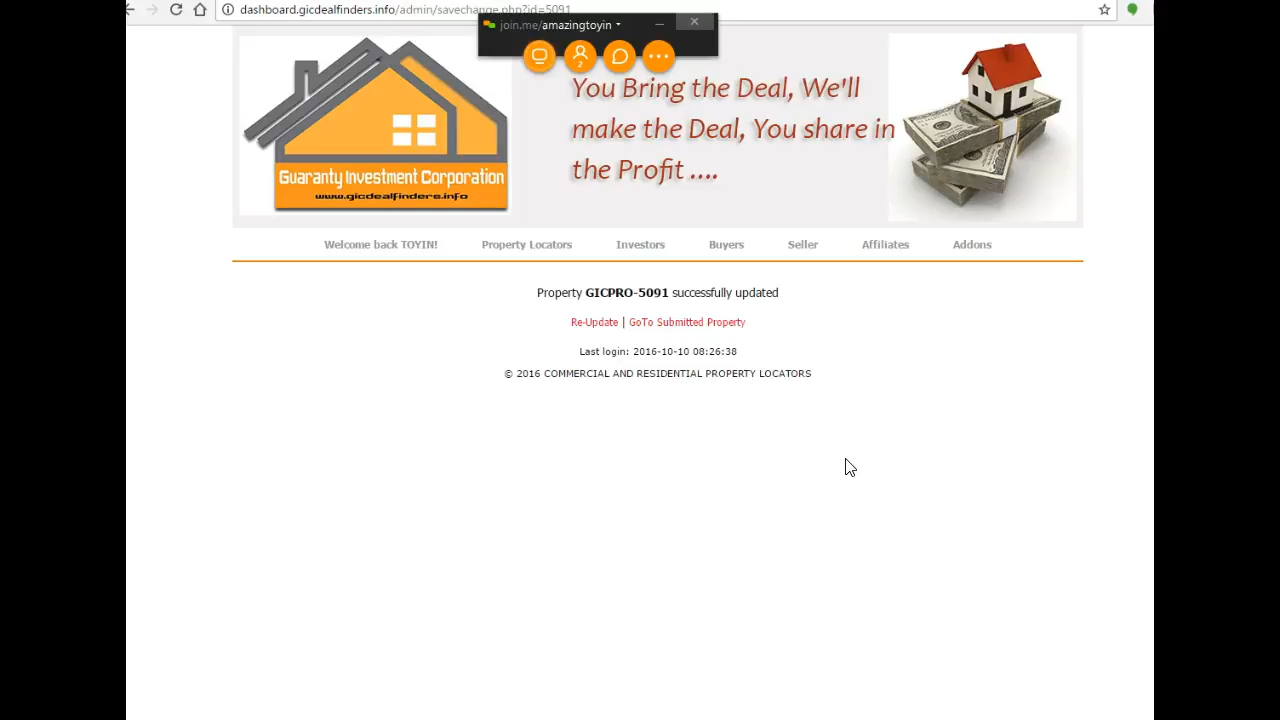 dashboard.gicdealfinders.info/admin/savechange.php?id=5091
join.me/amazingtoyin
2
You Bring the Deal, We'll
make the Deal, You share in
the Profit ....
Guaranty Investment Corporation
www.gicdealfinders.info
Welcome back TOYIN! Property Locators Investors Buyers Seller Affiliates Addons
Property GICPRO-5091 successfully updated
Re-Update | GoTo Submitted Property
Last login: 2016-10-10 08:26:38
© 2016 COMMERCIAL AND RESIDENTIAL PROPERTY LOCATORS